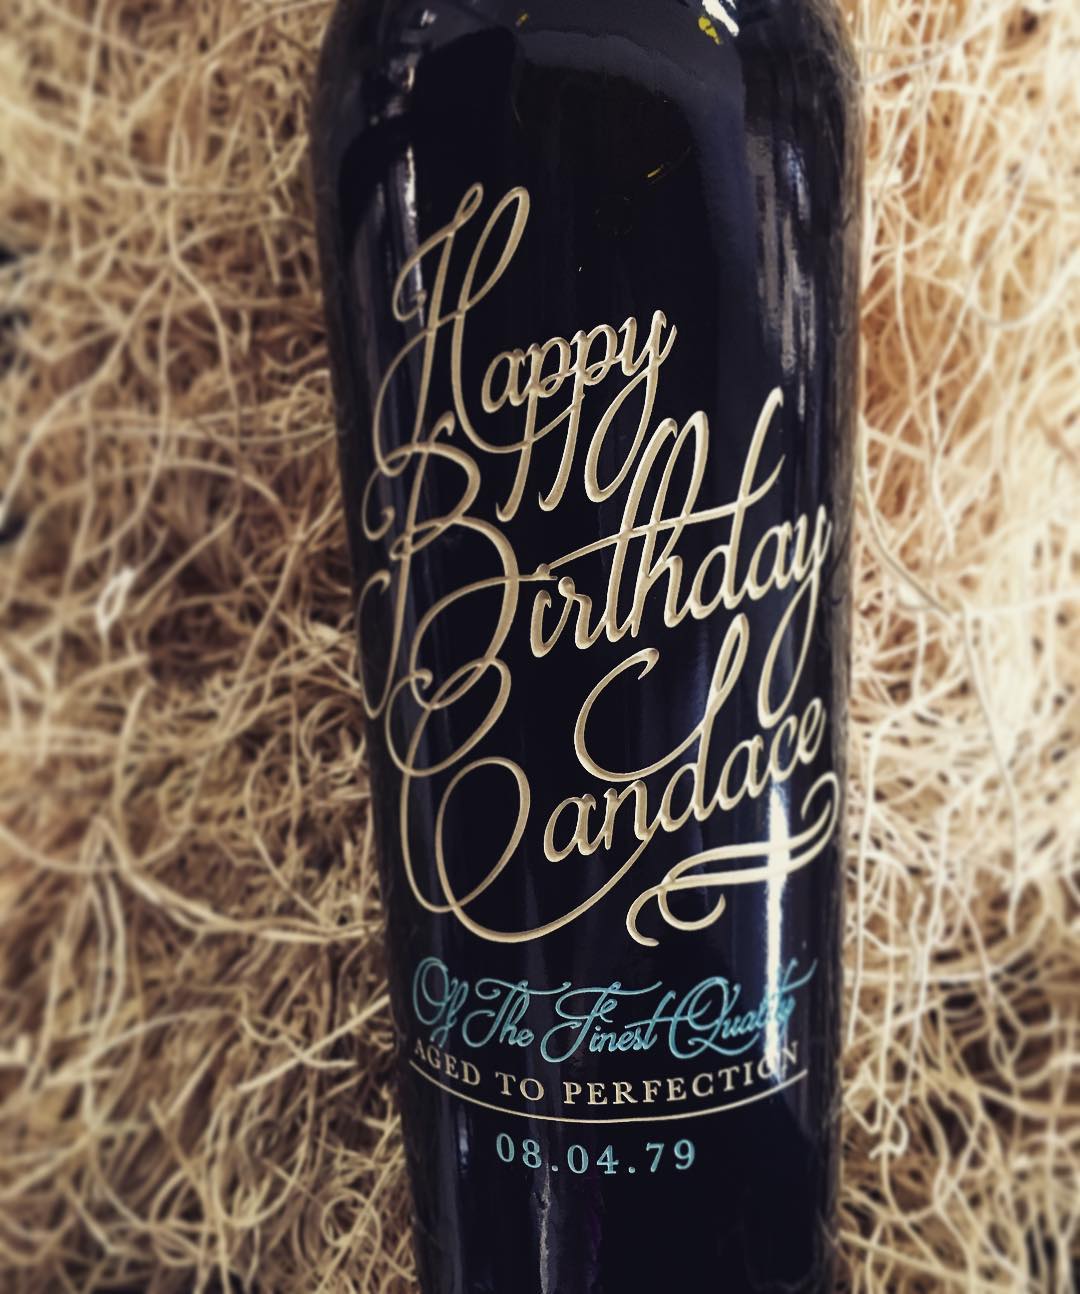 Happy
Birthday
Candace
Of The Finest Quality
AGED TO PERFECTION
08.04.79